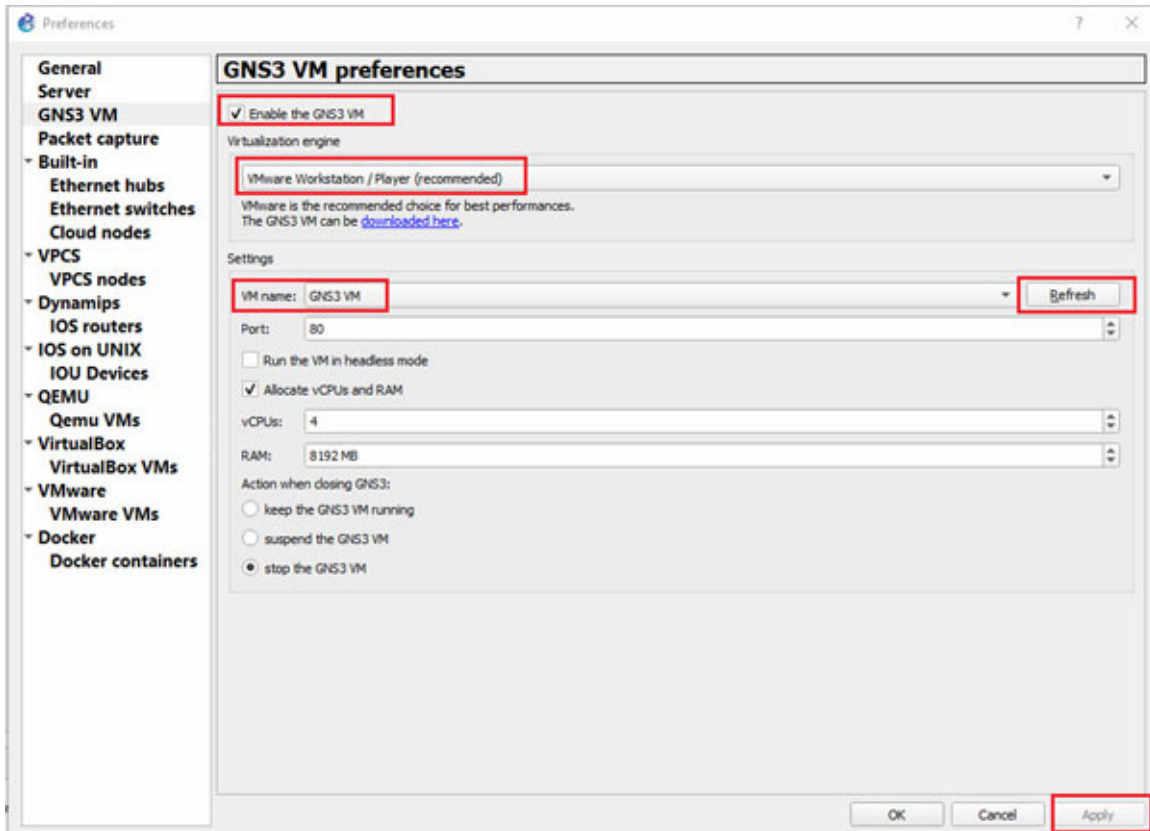 Preferences
General
Server
GNS3 VM
Packet capture
Built-in
Ethernet hubs
Ethernet switches
Cloud nodes
VPCS
VPCS nodes
Dynamips
IOS routers
IOS on UNIX
IOU Devices
QEMU
Qemu VMs
VirtualBox
VirtualBox VMs
VMware
VMware VMs
Docker
Docker containers
GNS3 VM preferences
Enable the GNS3 VM
Virtualization engine
VMware Workstation / Player (recommended)
VMware is the recommended choice for best performances.
The GNS3 VM can be downloaded here.
Settings
VM name: GNS3 VM Refresh
Port: 80
Run the VM in headless mode
Allocate vCPUs and RAM
vCPUs: 4
RAM: 8192 MB
Action when closing GNS3:
keep the GNS3 VM running
suspend the GNS3 VM
stop the GNS3 VM
OK Cancel Apply